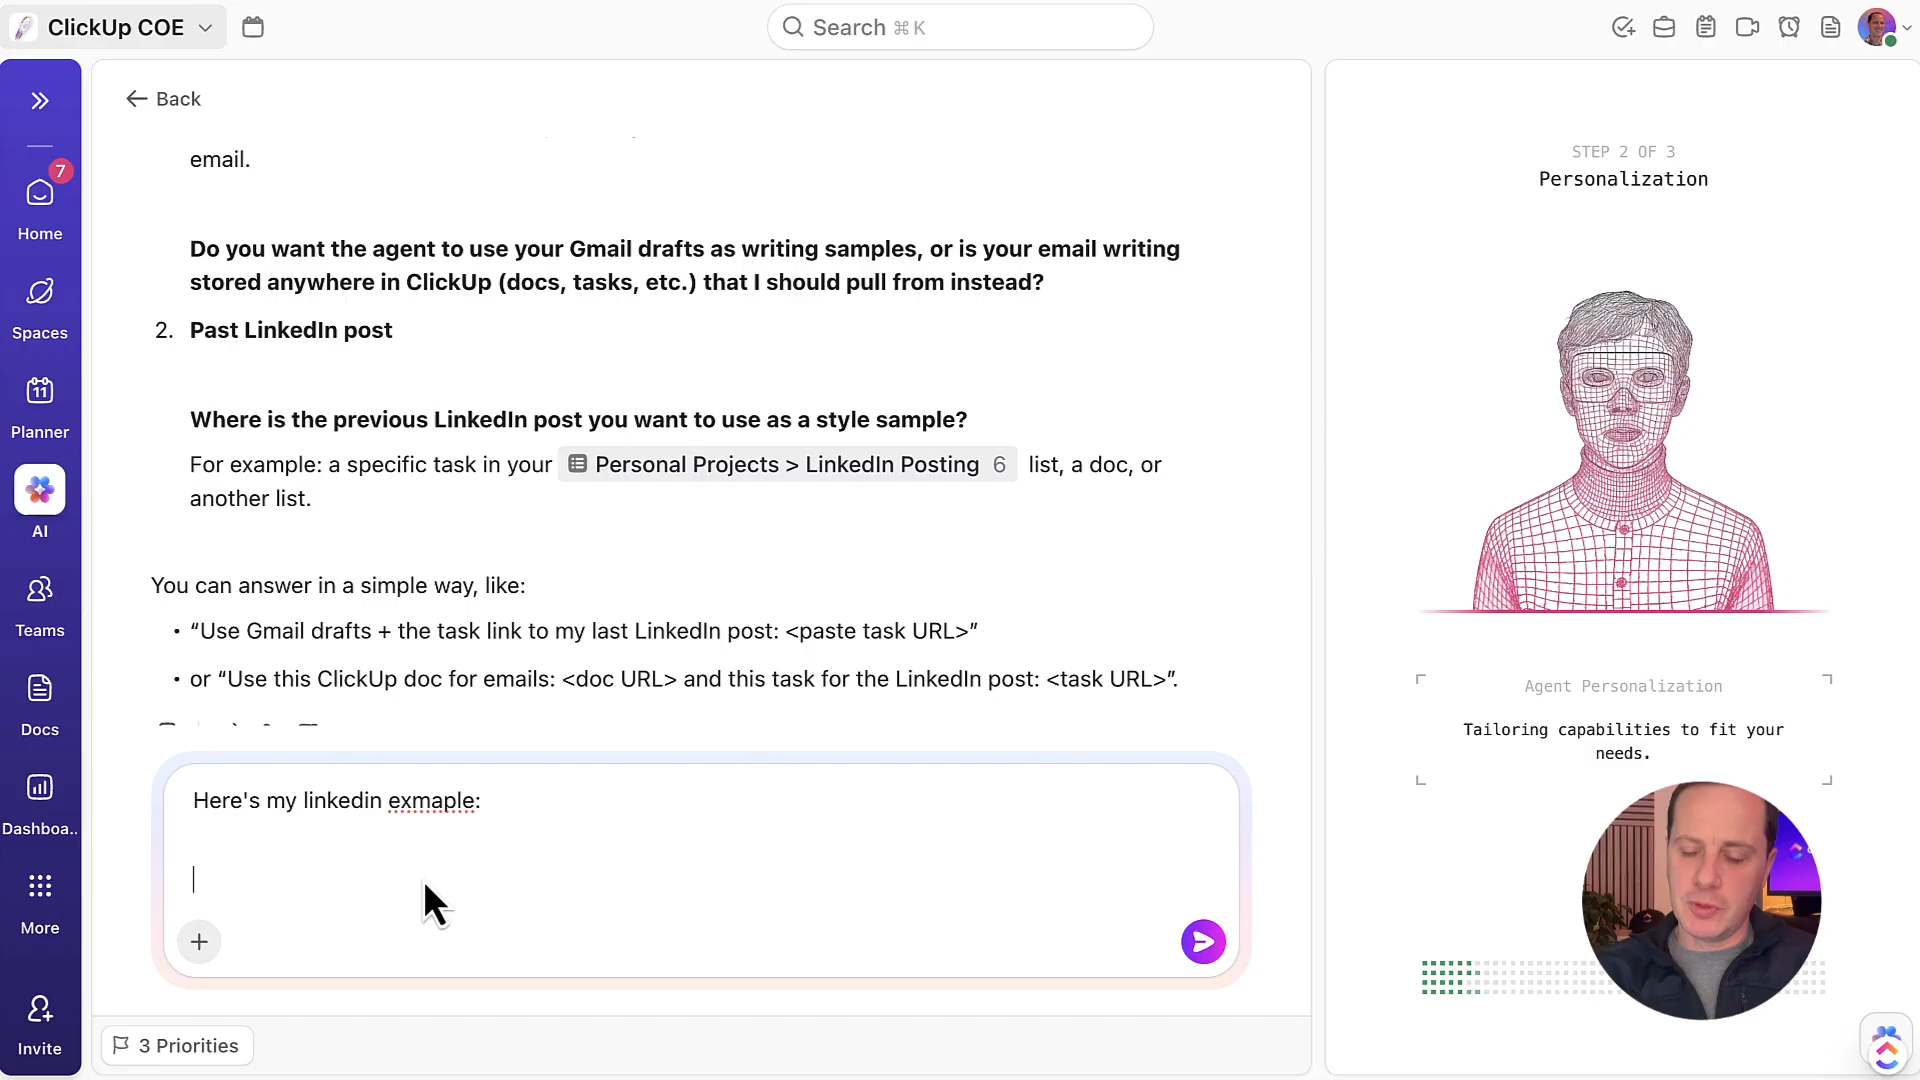 ClickUp COE
Search ⌘ K
Back
7
Home
Spaces
11
Planner
AI
Teams
Docs
Dashboa..
More
Invite
email.
Do you want the agent to use your Gmail drafts as writing samples, or is your email writing
stored anywhere in ClickUp (docs, tasks, etc.) that I should pull from instead?
2. Past LinkedIn post
Where is the previous LinkedIn post you want to use as a style sample?
For example: a specific task in your Personal Projects > LinkedIn Posting 6 list, a doc, or
another list.
You can answer in a simple way, like:
• “Use Gmail drafts + the task link to my last LinkedIn post: <paste task URL>”
• or “Use this ClickUp doc for emails: <doc URL> and this task for the LinkedIn post: <task URL>”.
Here's my linkedin exmaple:
3 Priorities
STEP 2 OF 3
Personalization
Agent Personalization
Tailoring capabilities to fit your
needs.